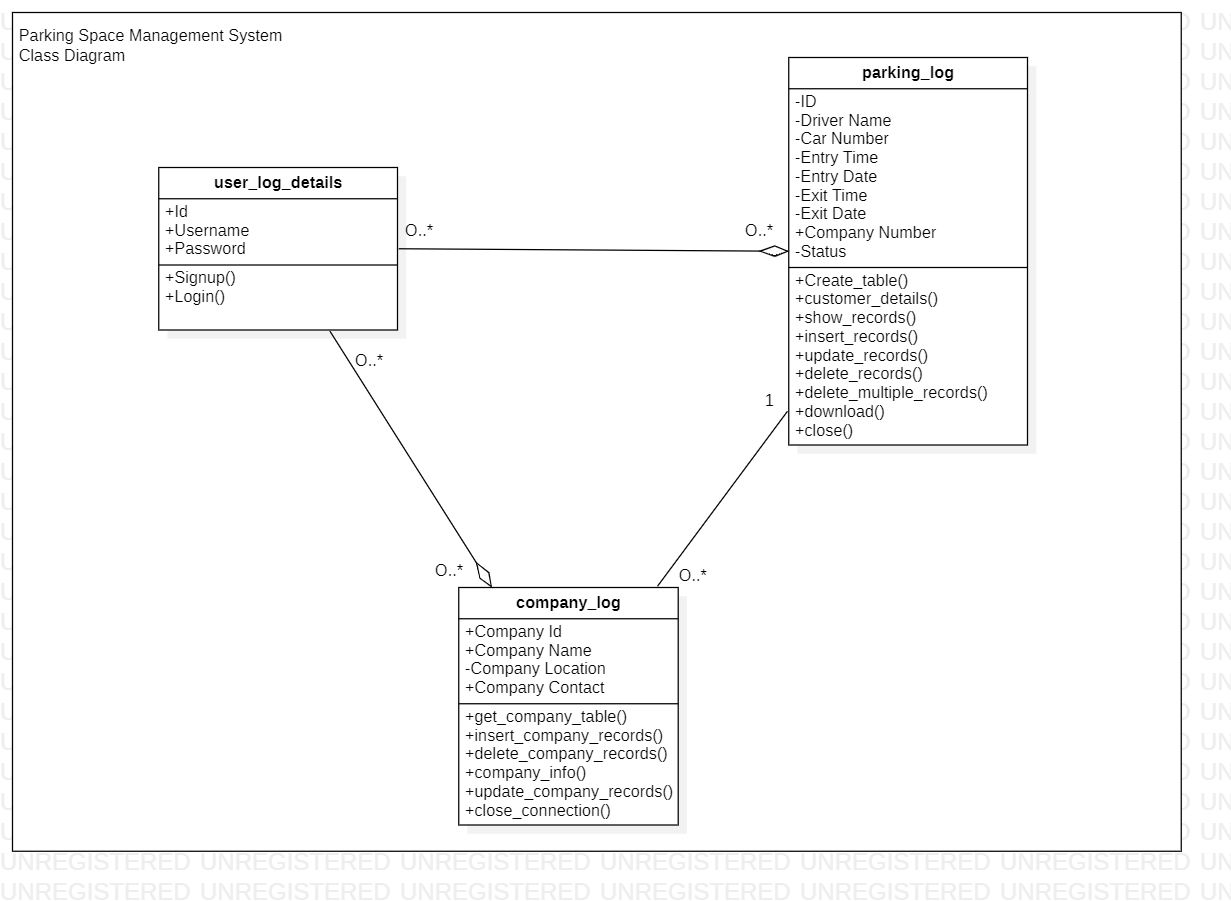 Parking Space Management System
Class Diagram
parking_log
-ID
-Driver Name
-Car Number
-Entry Time
-Entry Date
-Exit Time
-Exit Date
+Company Number
-Status
+Create_table()
+customer_details()
+show_records()
+insert_records()
+update_records()
+delete_records()
+delete_multiple_records()
+download()
+close()
user_log_details
+Id
+Username
+Password
+Signup()
+Login()
O..*
O..*
O..*
1
O..*
O..*
company_log
+Company Id
+Company Name
-Company Location
+Company Contact
+get_company_table()
+insert_company_records()
+delete_company_records()
+company_info()
+update_company_records()
+close_connection()
UNREGISTERED UNREGISTERED UNREGISTERED UNREGISTERED UNREGISTERED UNREGISTERED UN
UNREGISTERED UNREGISTERED UNREGISTERED UNREGISTERED UNREGISTERED UNREGISTERED UN